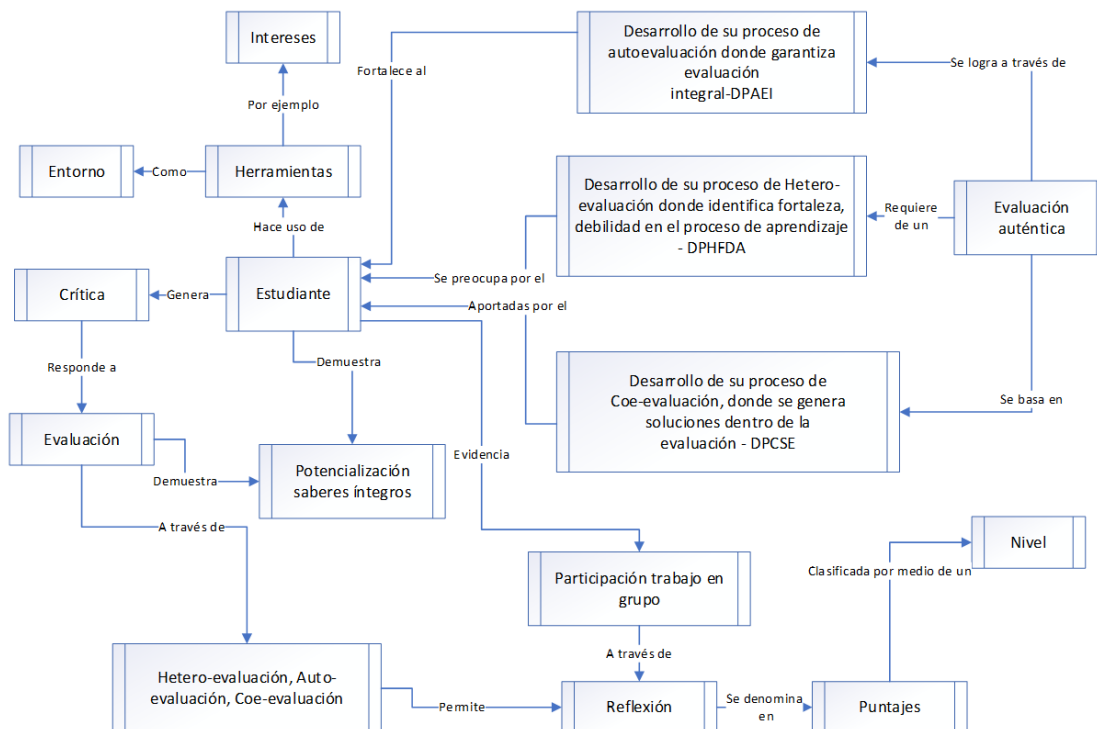 Intereses
Desarrollo de su proceso de
autoevaluación donde garantiza
evaluación
integral-DPAEI
Fortalece al
Se logra a través de
Por ejemplo
Entorno
Como
Herramientas
Desarrollo de su proceso de Hetero-
evaluación donde identifica fortaleza,
debilidad en el proceso de aprendizaje
- DPHFDA
Requiere
de un
Evaluación
auténtica
Hace uso de
Se preocupa por el
Crítica
Genera
Estudiante
Aportadas por el
Responde a
Demuestra
Desarrollo de su proceso de
Coe-evaluación, donde se genera
soluciones dentro de la
evaluación - DPCSE
Se basa en
Evaluación
Demuestra
Potencialización
saberes íntegros
Evidencia
A través de
Nivel
Participación trabajo en
grupo
Clasificada por medio de un
A través de
Hetero-evaluación, Auto-
evaluación, Coe-evaluación
Permite
Reflexión
Se denomina
en
Puntajes